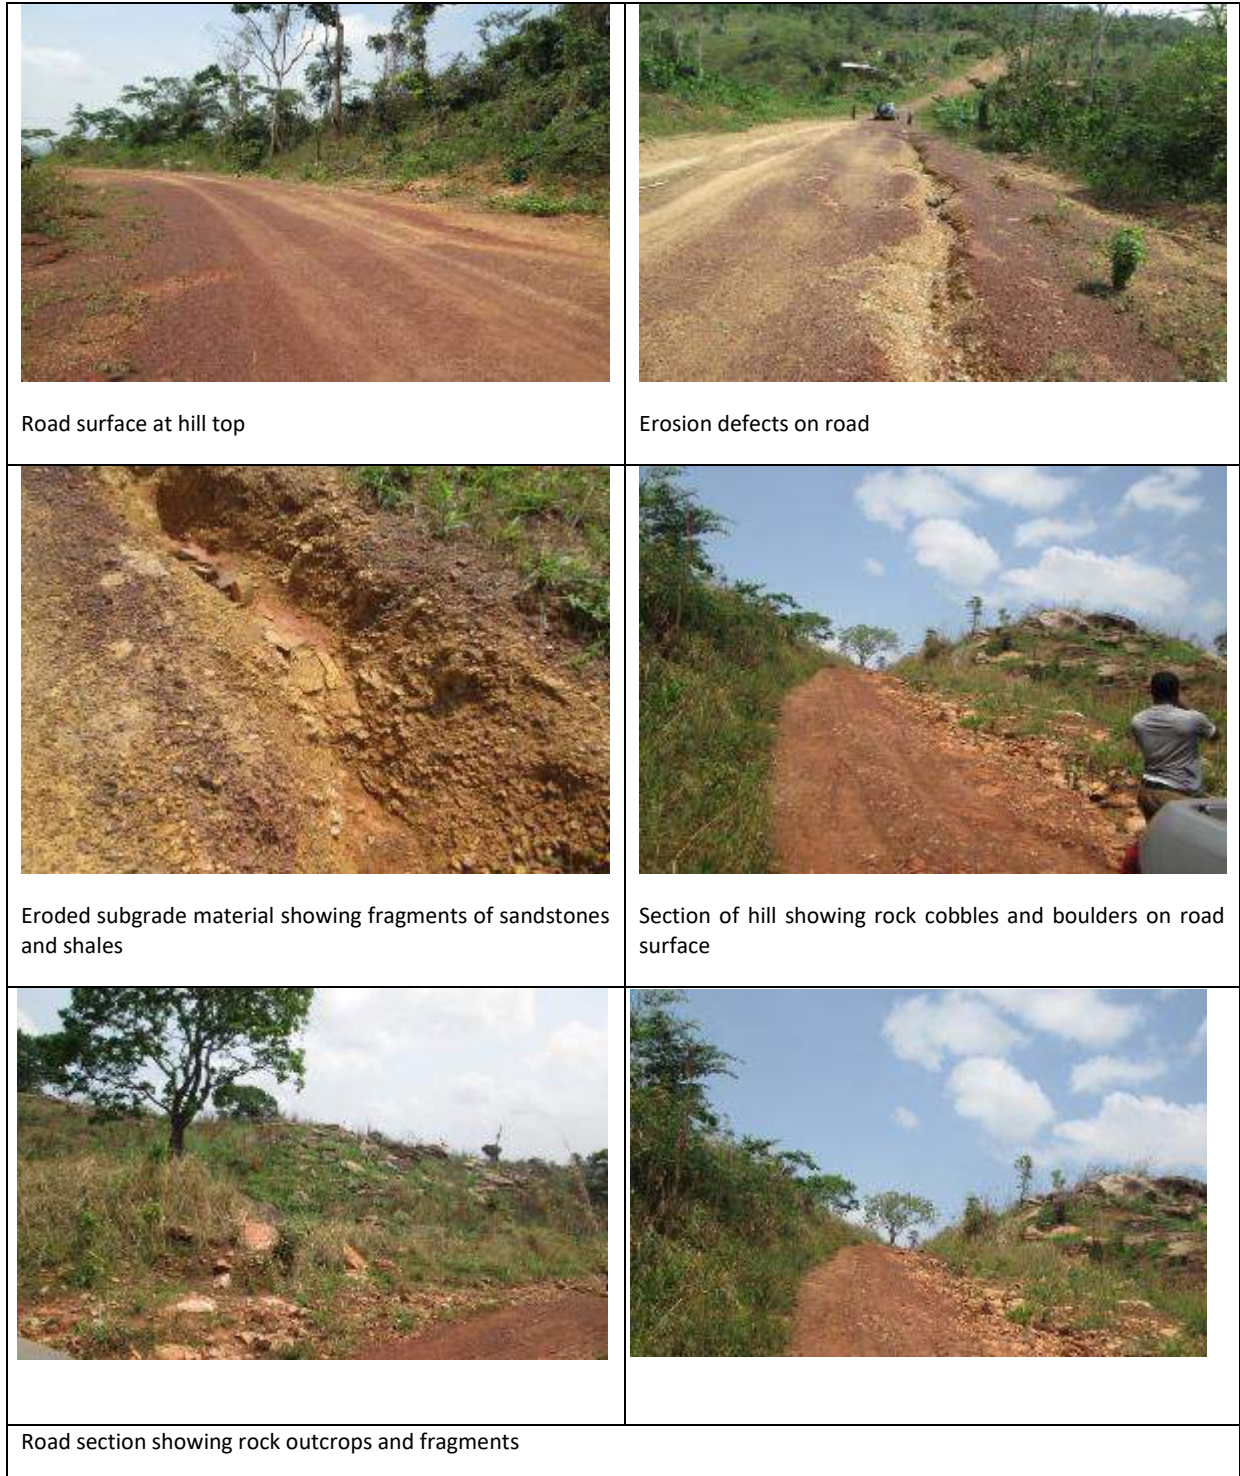 Road surface at hill top
Erosion defects on road
Eroded subgrade material showing fragments of sandstones
and shales
Section of hill showing rock cobbles and boulders on road
surface
Road section showing rock outcrops and fragments